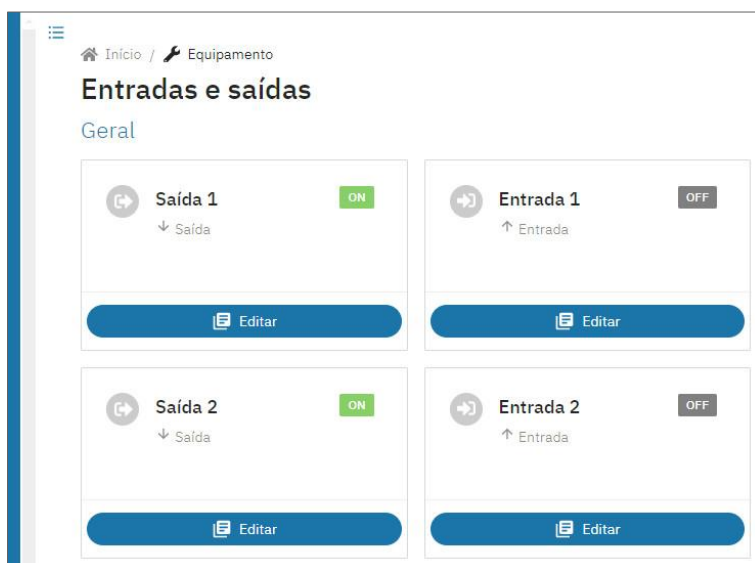 Início / Equipamento
Entradas e saídas
Geral
Saída 1 ON
Saída
Editar
Entrada 1 OFF
Entrada
Editar
Saída 2 ON
Saída
Editar
Entrada 2 OFF
Entrada
Editar